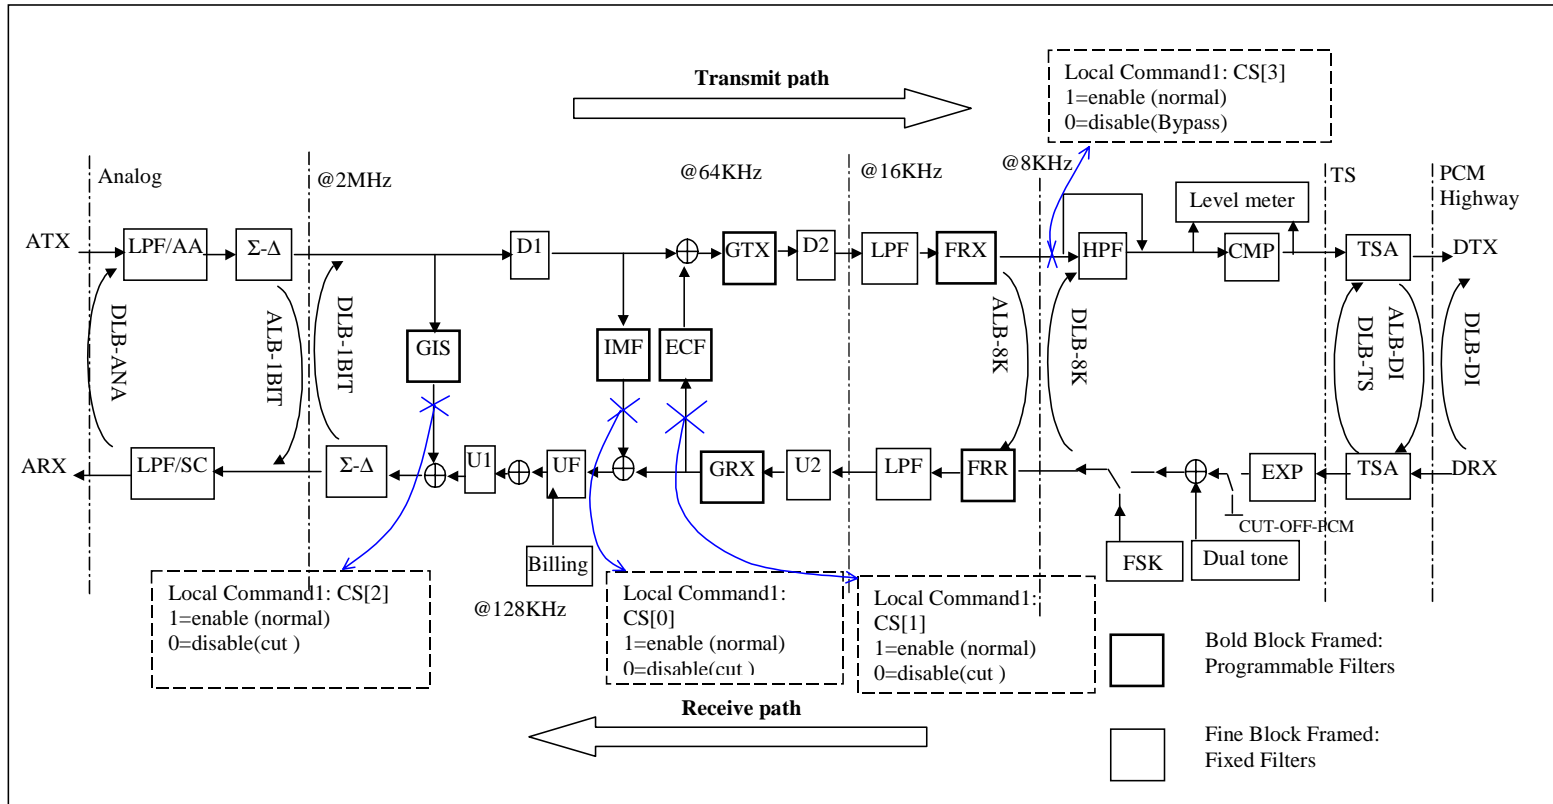 Transmit path
Local Command1: CS[3]
1=enable (normal)
0=disable(Bypass)
Analog
@2MHz
@64KHz
@16KHz
@8KHz
TS
PCM
Highway
Level meter
ATX
LPF/AA
Σ-Δ
D1
GTX
D2
LPF
FRX
HPF
CMP
TSA
DTX
DLB-ANA
ALB-1BIT
DLB-1BIT
GIS
IMF
ECF
ALB-8K
DLB-8K
DLB-TS
ALB-DI
DLB-DI
ARX
LPF/SC
Σ-Δ
U1
UF
GRX
U2
LPF
FRR
EXP
TSA
DRX
CUT-OFF-PCM
Billing
FSK
Dual tone
@128KHz
Local Command1: CS[2]
1=enable (normal)
0=disable(cut )
Local Command1:
CS[0]
1=enable (normal)
0=disable(cut )
Local Command1:
CS[1]
1=enable (normal)
0=disable(cut )
Bold Block Framed:
Programmable Filters
Receive path
Fine Block Framed:
Fixed Filters